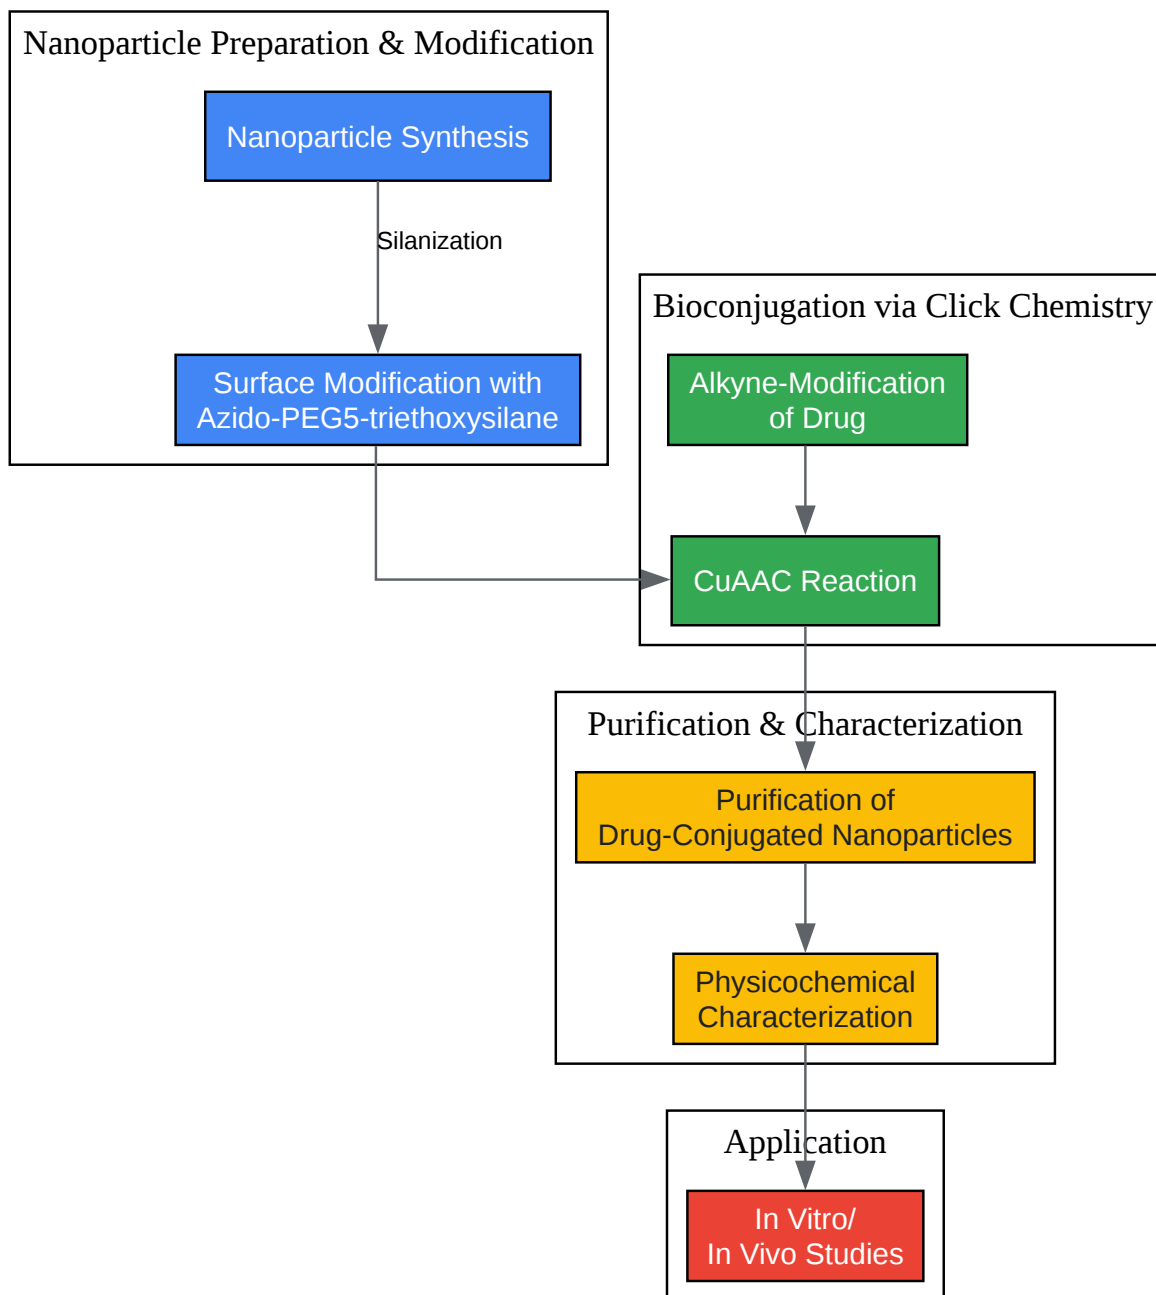 Nanoparticle Preparation & Modification
Nanoparticle Synthesis
Silanization
Surface Modification with
Azido-PEG5-triethoxysilane
Bioconjugation via Click Chemistry
Alkyne-Modification
of Drug
CuAAC Reaction
Purification & Characterization
Purification of
Drug-Conjugated Nanoparticles
Physicochemical
Characterization
Application
In Vitro/
In Vivo Studies